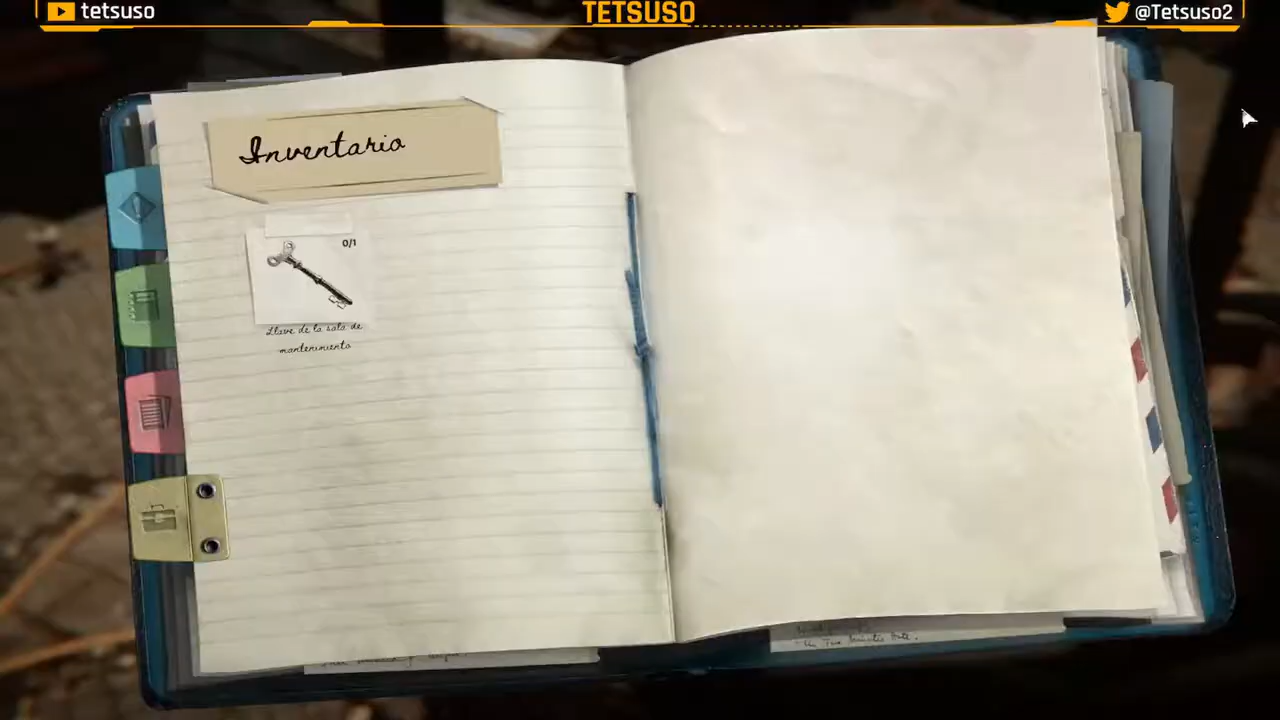 tetsuso
TETSUSO
@Tetsuso2
Inventario
0/1
Llave de la sala de
mantenimiento